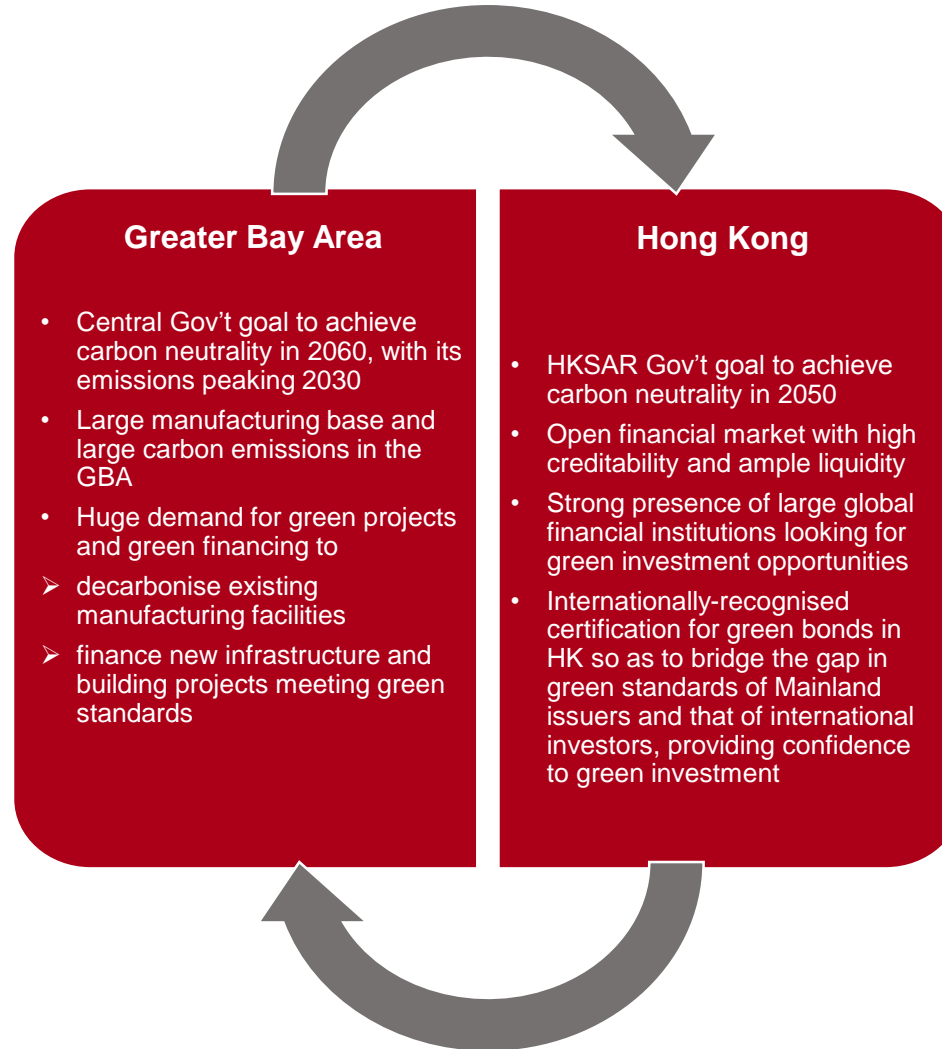 Greater Bay Area
• Central Gov’t goal to achieve
carbon neutrality in 2060, with its
emissions peaking 2030
• Large manufacturing base and
large carbon emissions in the
GBA
• Huge demand for green projects
and green financing to
➢ decarbonise existing
manufacturing facilities
➢ finance new infrastructure and
building projects meeting green
standards
Hong Kong
• HKSAR Gov’t goal to achieve
carbon neutrality in 2050
• Open financial market with high
creditability and ample liquidity
• Strong presence of large global
financial institutions looking for
green investment opportunities
• Internationally-recognised
certification for green bonds in
HK so as to bridge the gap in
green standards of Mainland
issuers and that of international
investors, providing confidence
to green investment